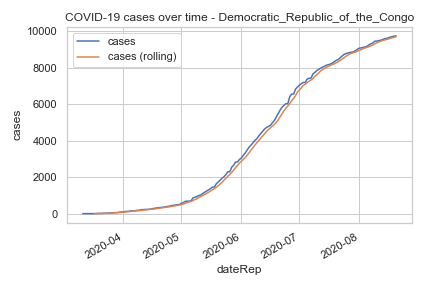 COVID-19 cases over time - Democratic_Republic_of_the_Congo
cases
cases (rolling)
cases
10000
8000
6000
4000
2000
0
2020-04
2020-05
2020-06
2020-07
2020-08
dateRep